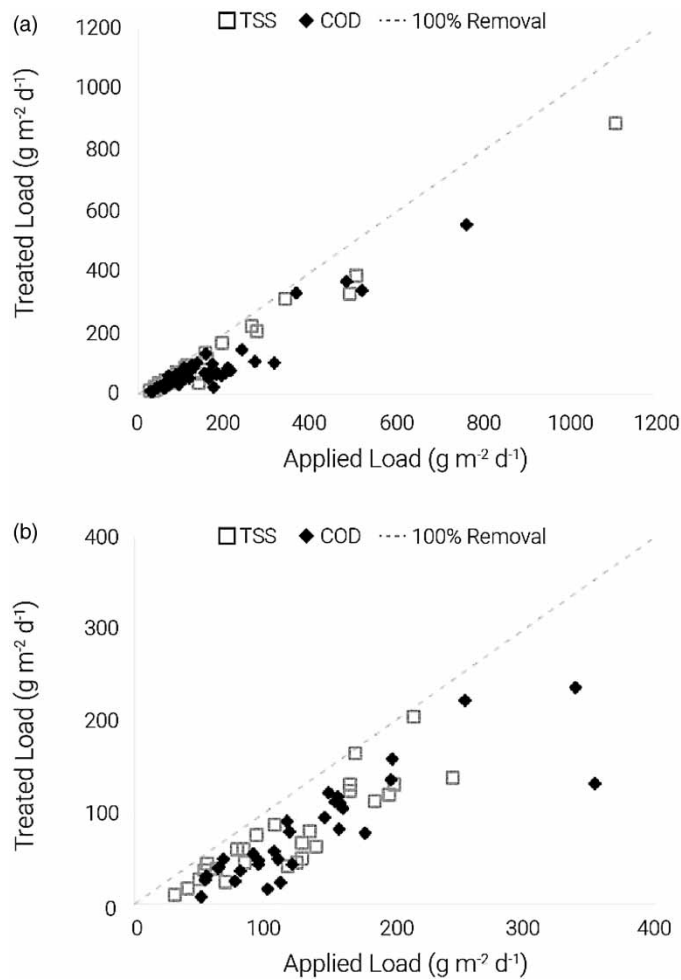 (a)
TSS COD 100% Removal
1200
1000
800
600
400
200
0
Treated Load (g m⁻² d⁻¹)
0 200 400 600 800 1000 1200
Applied Load (g m⁻² d⁻¹)
(b)
TSS COD 100% Removal
400
300
200
100
0
Treated Load (g m⁻² d⁻¹)
0 100 200 300 400
Applied Load (g m⁻² d⁻¹)